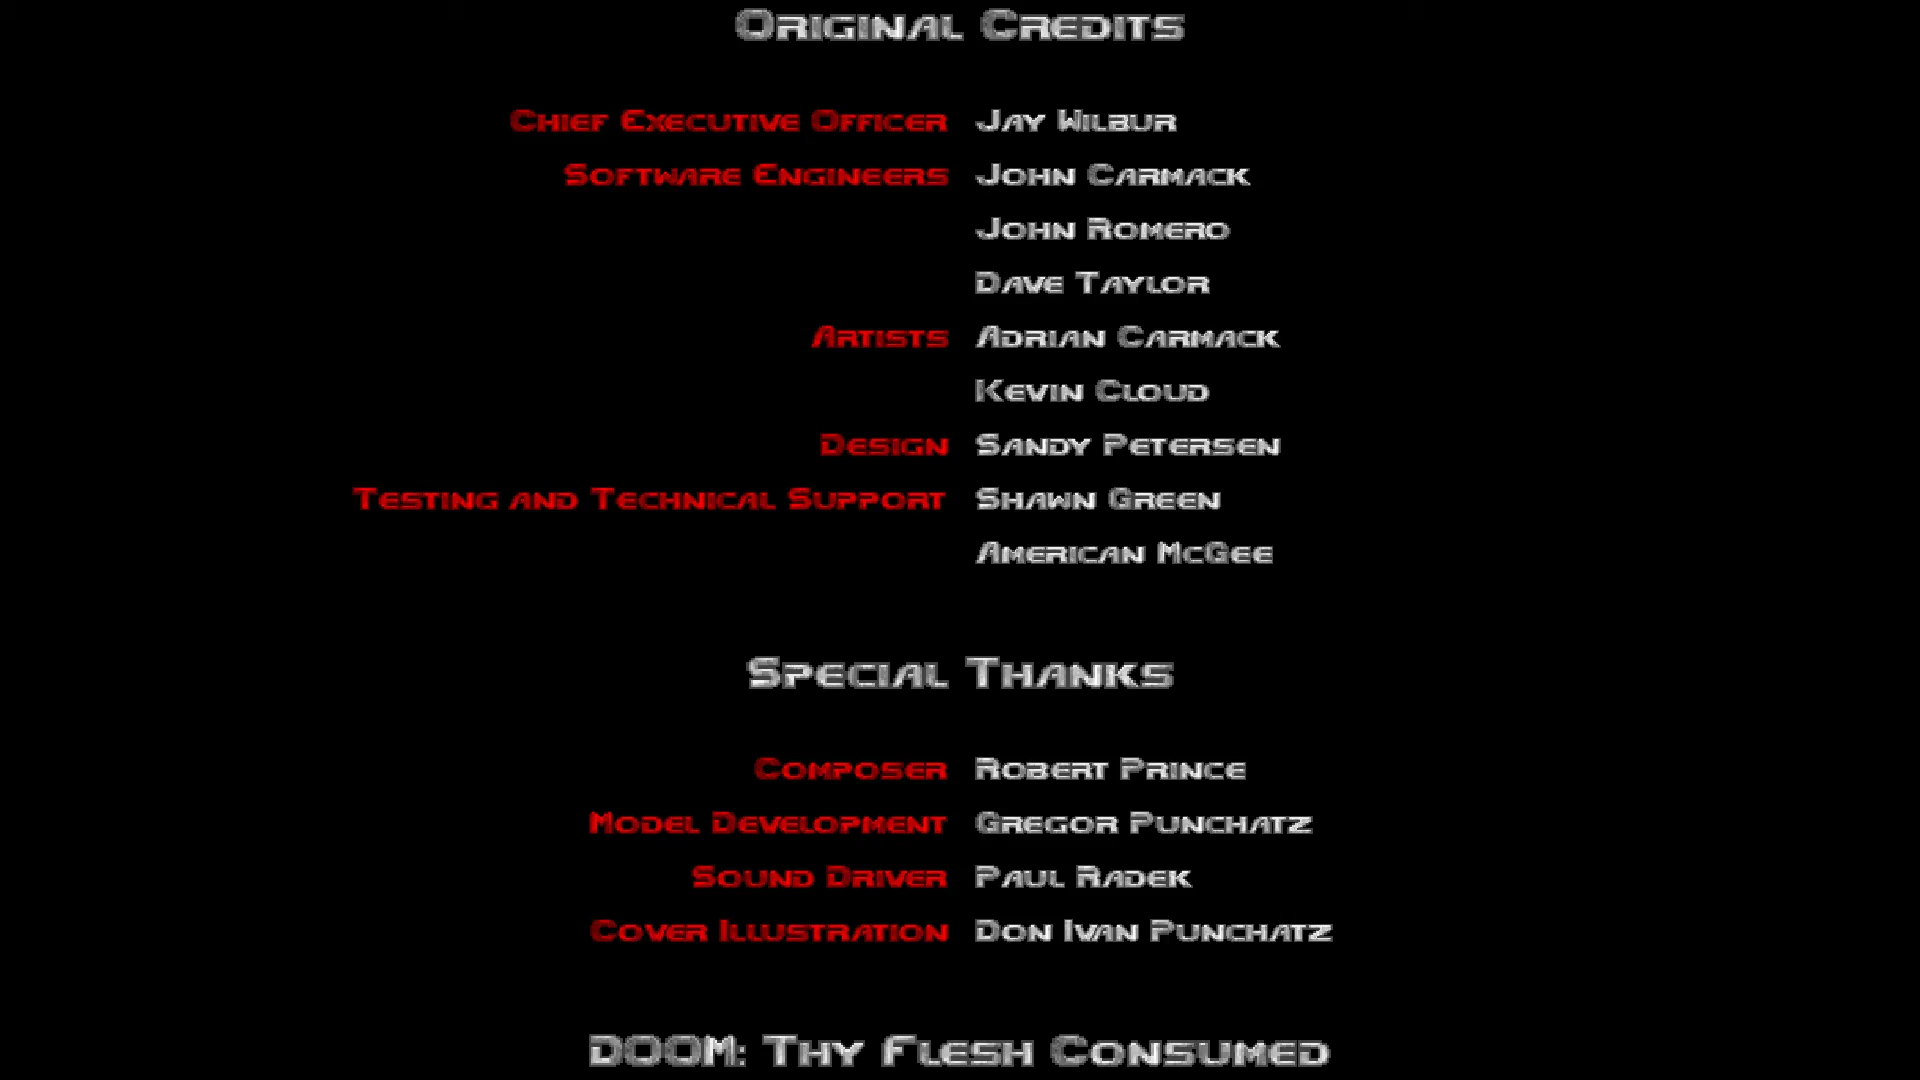 Original Credits
Chief Executive Officer Jay Wilbur
Software Engineers John Carmack
John Romero
Dave Taylor
Artists Adrian Carmack
Kevin Cloud
Design Sandy Petersen
Testing and Technical Support Shawn Green
American McGee
Special Thanks
Composer Robert Prince
Model Development Gregor Punchatz
Sound Driver Paul Radek
Cover Illustration Don Ivan Punchatz
DOOM: Thy Flesh Consumed